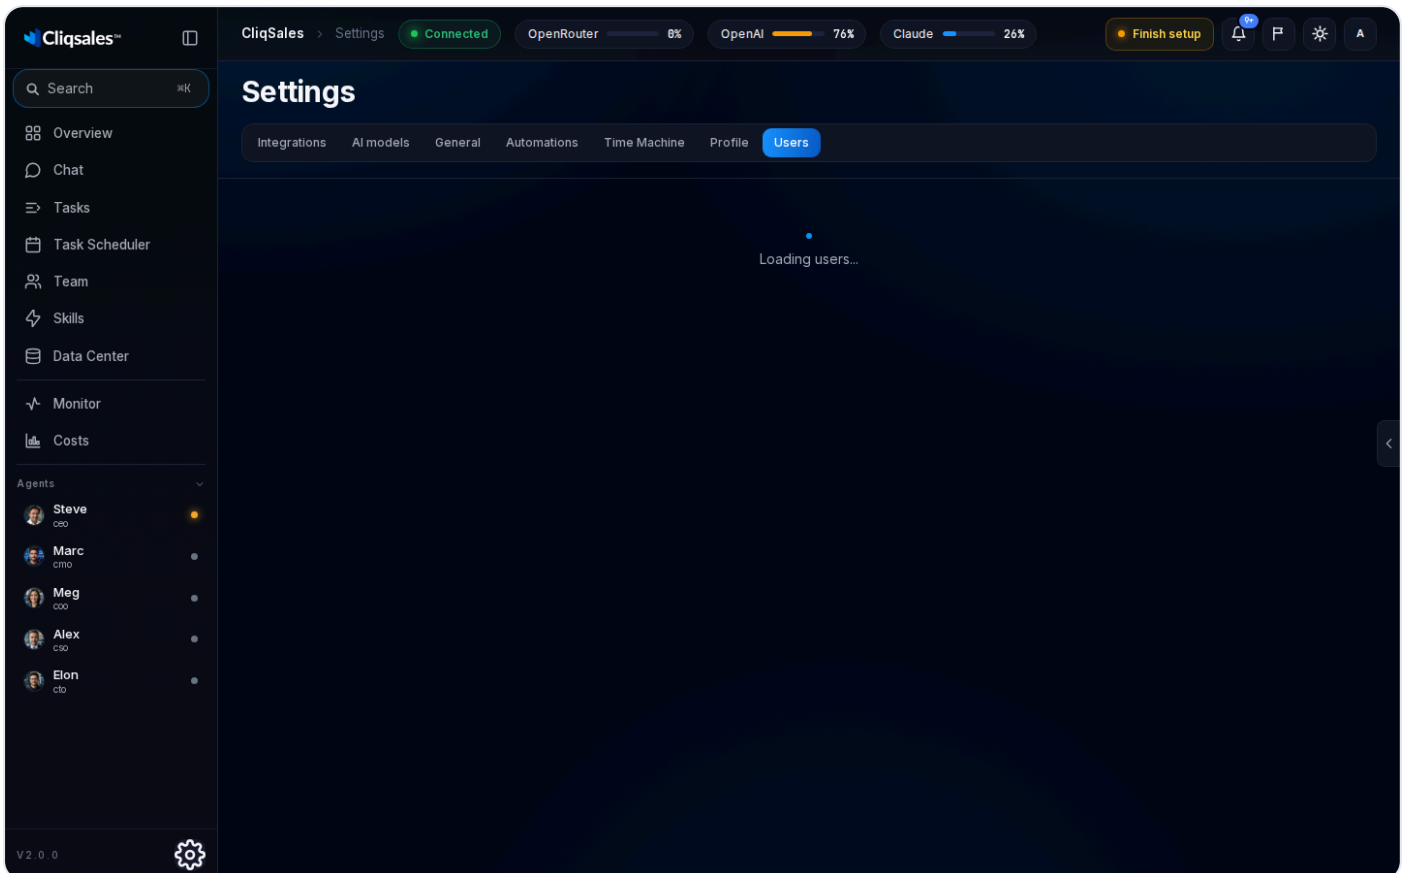 Cliqsales™
CliqSales > Settings
Connected
OpenRouter 0%
OpenAI 76%
Claude 26%
Finish setup
9+
A
Search ⌘K
Overview
Chat
Tasks
Task Scheduler
Team
Skills
Data Center
Monitor
Costs
Agents
Steve
ceo
Marc
cmo
Meg
coo
Alex
cso
Elon
cto
V2.0.0
Settings
Integrations AI models General Automations Time Machine Profile Users
Loading users...